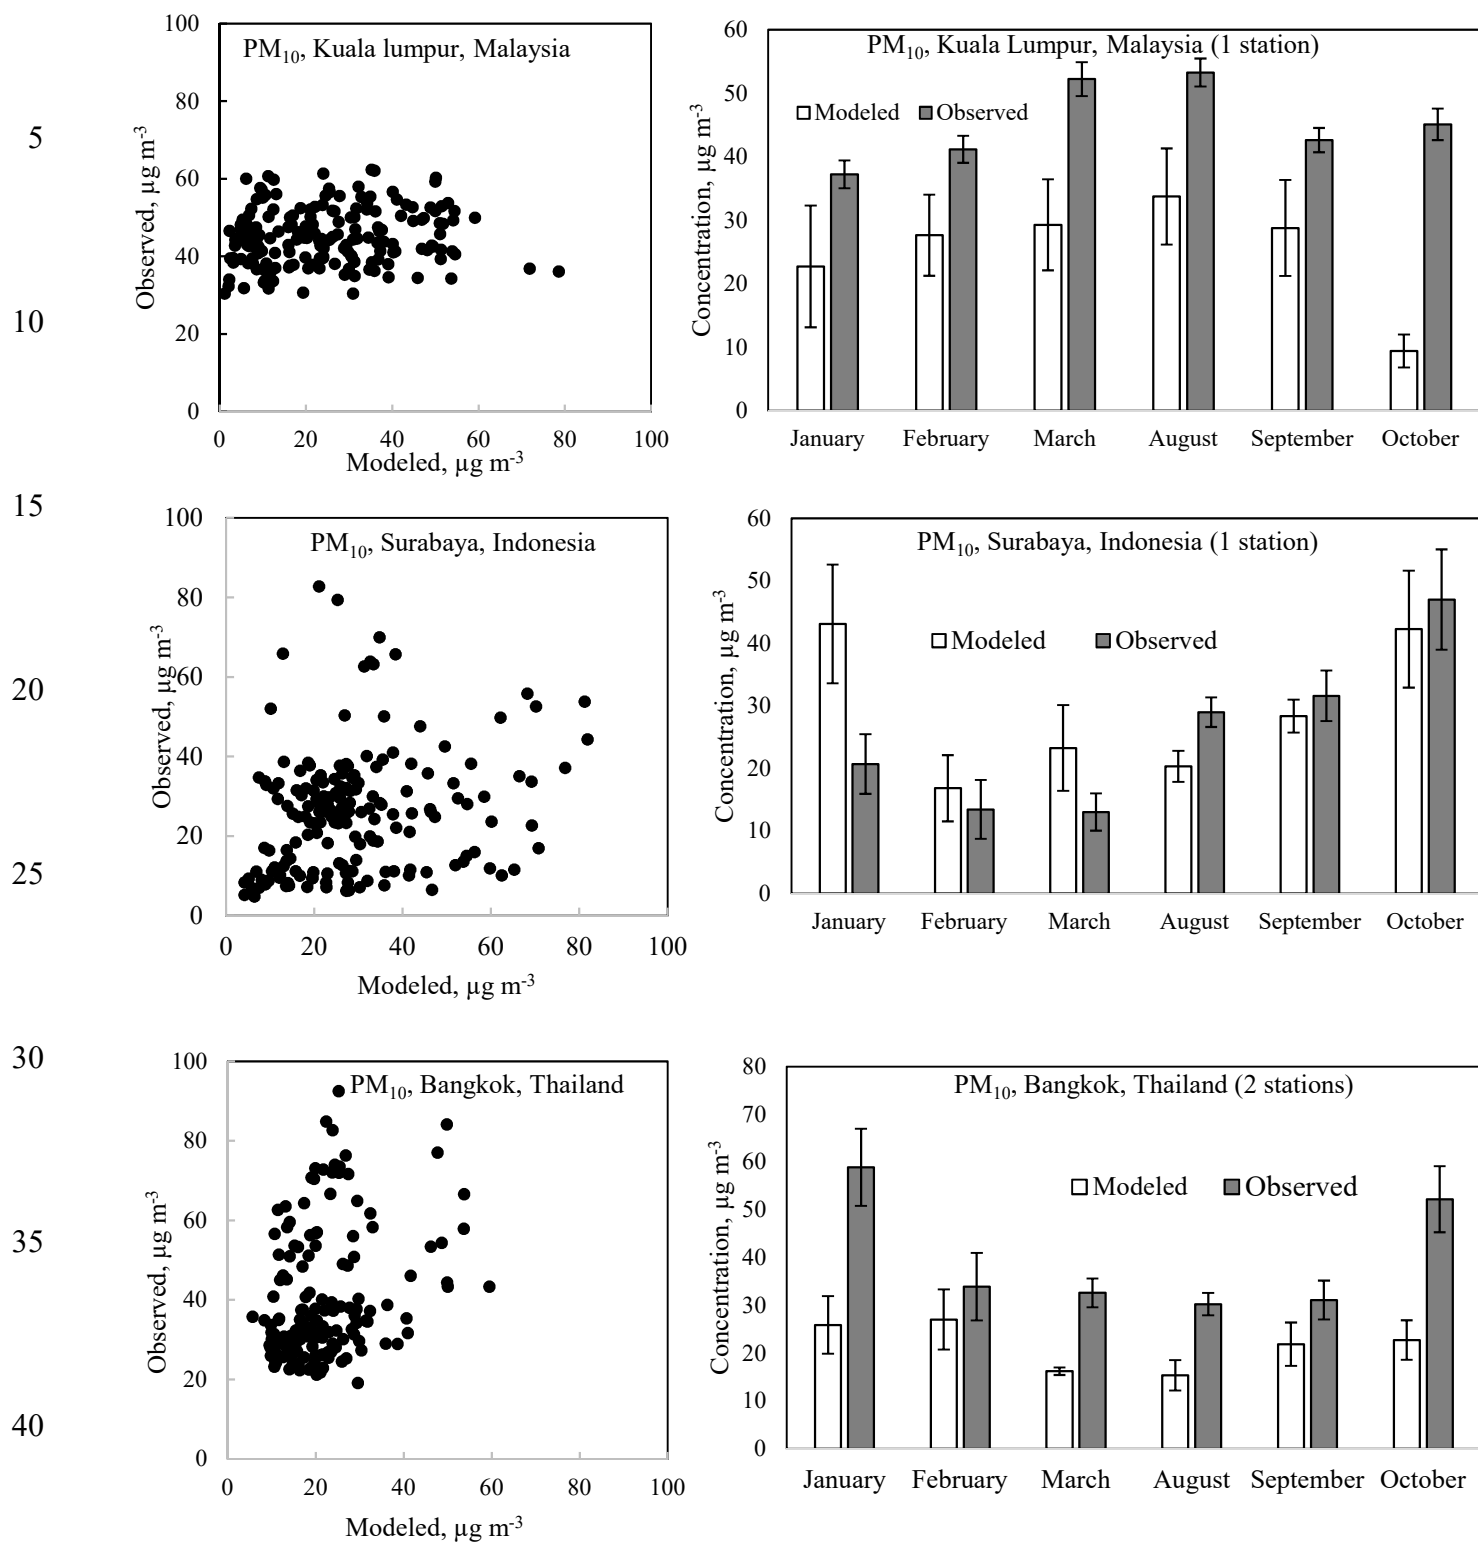 5
10
15
20
25
30
35
40
PM10, Kuala lumpur, Malaysia
100
80
60
40
20
0
Observed, µg m-3
0 20 40 60 80 100
Modeled, µg m-3
PM10, Kuala Lumpur, Malaysia (1 station)
60
50
40
30
20
10
0
Concentration, µg m-3
Modeled Observed
January February March August September October
PM10, Surabaya, Indonesia
100
80
60
40
20
0
Observed, µg m-3
0 20 40 60 80 100
Modeled, µg m-3
PM10, Surabaya, Indonesia (1 station)
60
50
40
30
20
10
0
Concentration, µg m-3
Modeled Observed
January February March August September October
PM10, Bangkok, Thailand
100
80
60
40
20
0
Observed, µg m-3
0 20 40 60 80 100
Modeled, µg m-3
PM10, Bangkok, Thailand (2 stations)
80
70
60
50
40
30
20
10
0
Concentration, µg m-3
Modeled Observed
January February March August September October